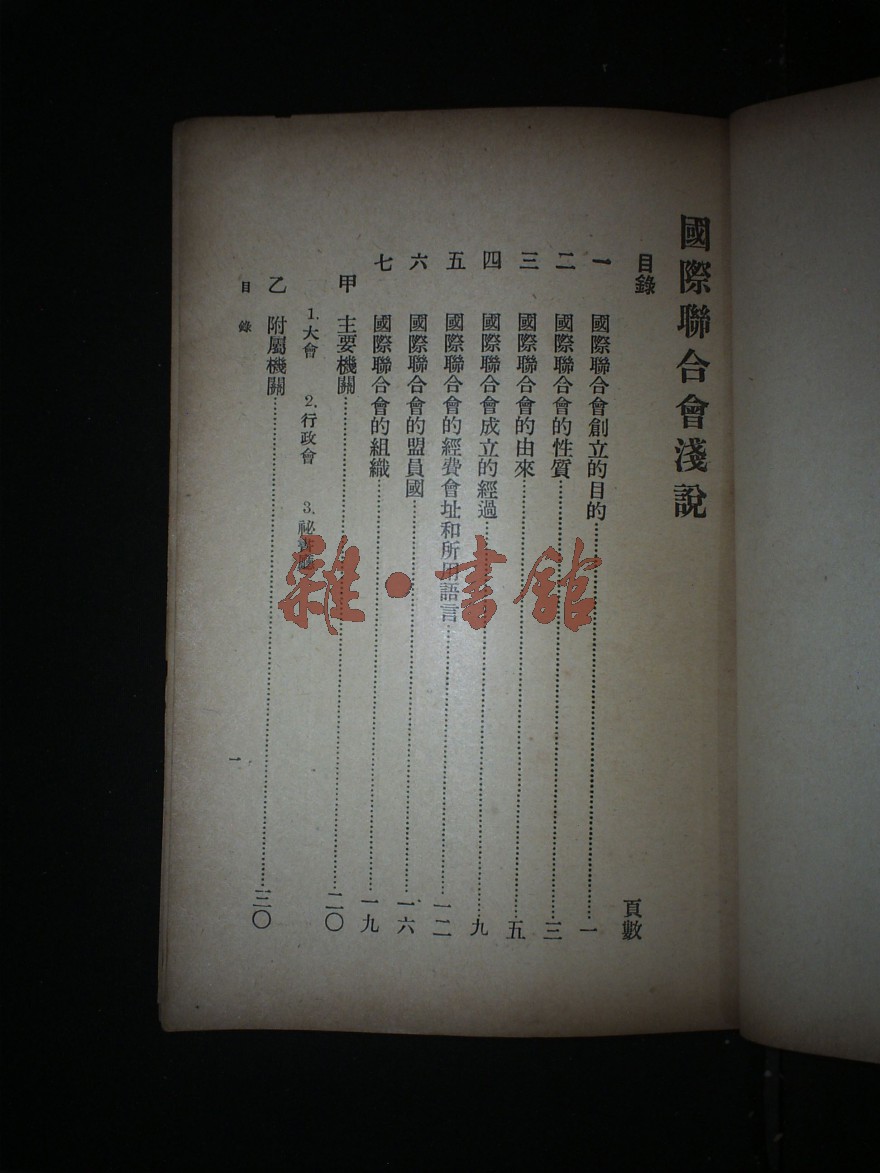 國際聯合會淺說
目錄 頁數
一 國際聯合會創立的目的……一
二 國際聯合會的性質……三
三 國際聯合會的由來……五
四 國際聯合會成立的經過……九
五 國際聯合會的經費會址和所用語言……一二
六 國際聯合會的盟員國……一六
七 國際聯合會的組織……一九
甲 主要機關……二〇
1.大會 2.行政會 3.祕書廳
乙 附屬機關……三〇
目錄 一
雜·書館